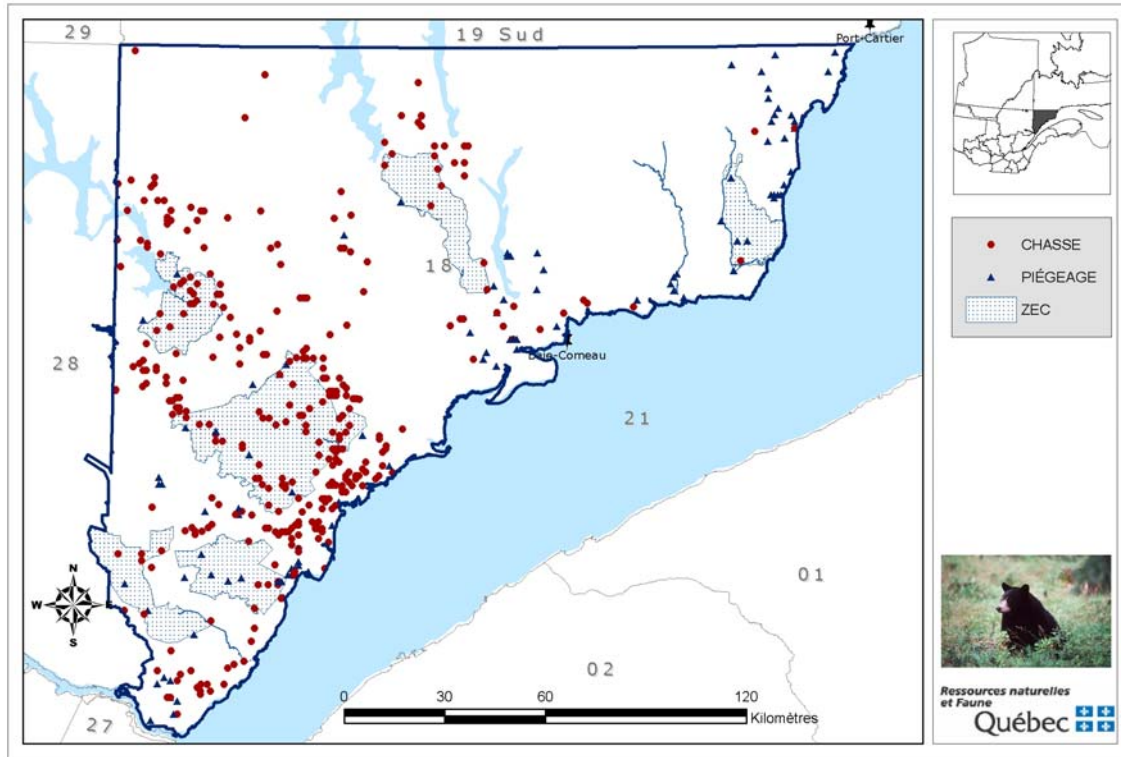 29
19 Sud
Port-Cartier
18
28
Baie-Comeau
21
01
02
27
N
W E
S
0 30 60 120
Kilomètres
CHASSE
PIÉGEAGE
ZEC
Ressources naturelles
et Faune
Québec